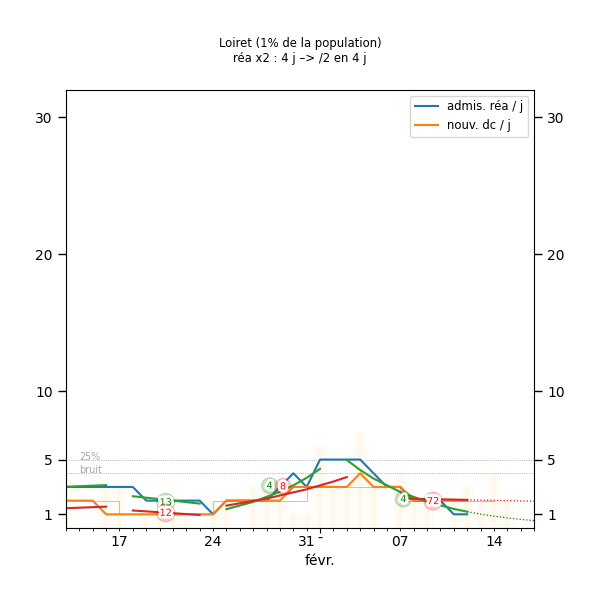 Loiret (1% de la population)
réa x2 : 4 j –> /2 en 4 j
admis. réa / j
nouv. dc / j
30 30
20 20
10 10
5 5
1 1
25%
bruit
4 8
13
12
4 72
17 24 31 07 14
févr.